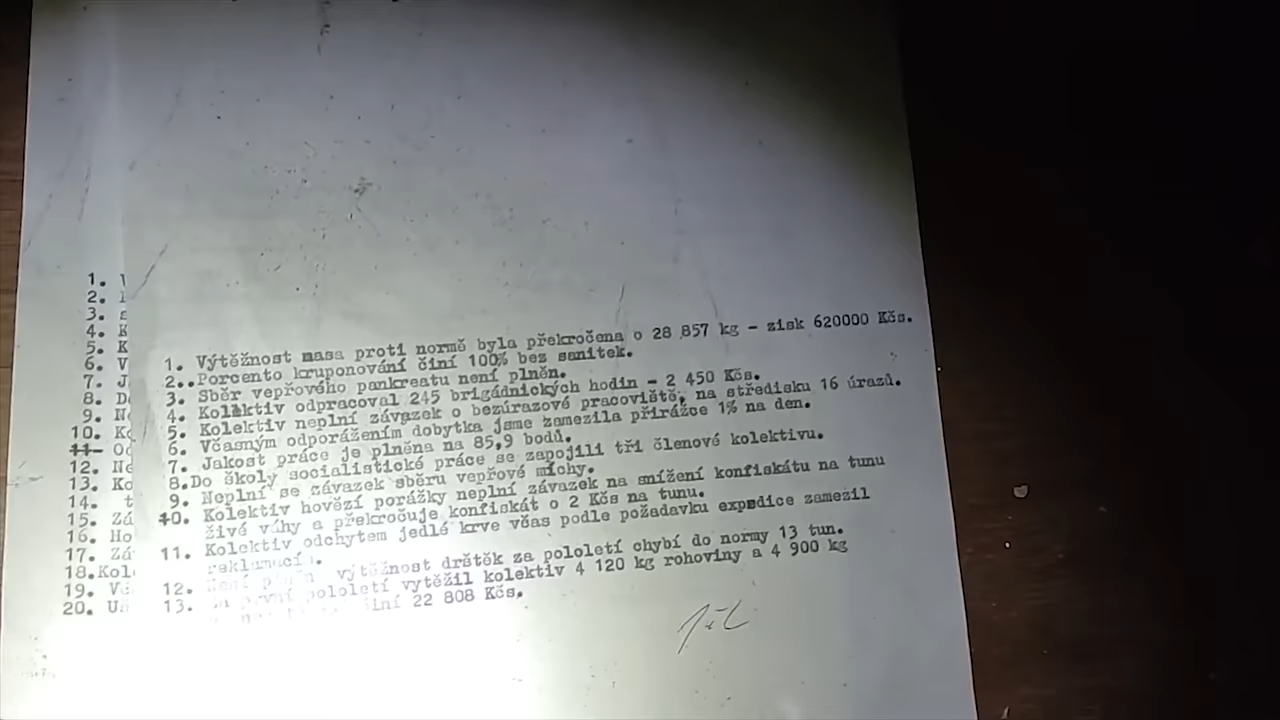 1. V
2.
3. s
4. K
5. K
6. V
7. J
8. D
9. N
10. Ko
11- Od
12. Ne
13. Ko
14. t
15. Zá
16. Ho
17. Zá
18.Kol
19. V
20. U
1. Výtěžnost masa proti normě byla překročena o 28 857 kg - zisk 620000 Kčs.
2..Porcento kruponování činí 100% bez sanitek.
3. Sběr vepřového pankreatu není plněn.
4. Kolektiv odpracoval 245 brigádnických hodin - 2 450 Kčs.
5. Kolektiv neplní závazek o bezúrazové pracoviště, na středisku 16 úrazů.
6. Včasným odporážením dobytka jsme zamezila přirážce 1% na den.
7. Jakost práce je plněna na 85,9 bodů.
8.Do školy socialistické práce se zapojili tři členové kolektivu.
9. Neplní se závazek sběru vepřové míchy.
10. Kolektiv hovězí porážky neplní závazek na snížení konfiskátu na tunu
živé váhy a překročuje konfiskát o 2 Kčs na tunu.
11. Kolektiv odchytem jedlé krve včas podle požadavku expedice zamezil
reklamací.
12. Není výtěžnost drštěk za pololetí chybí do normy 13 tun.
13. první pololetí vytěžil kolektiv 4 120 kg rohoviny a 4 900 kg
činí 22 808 Kčs.